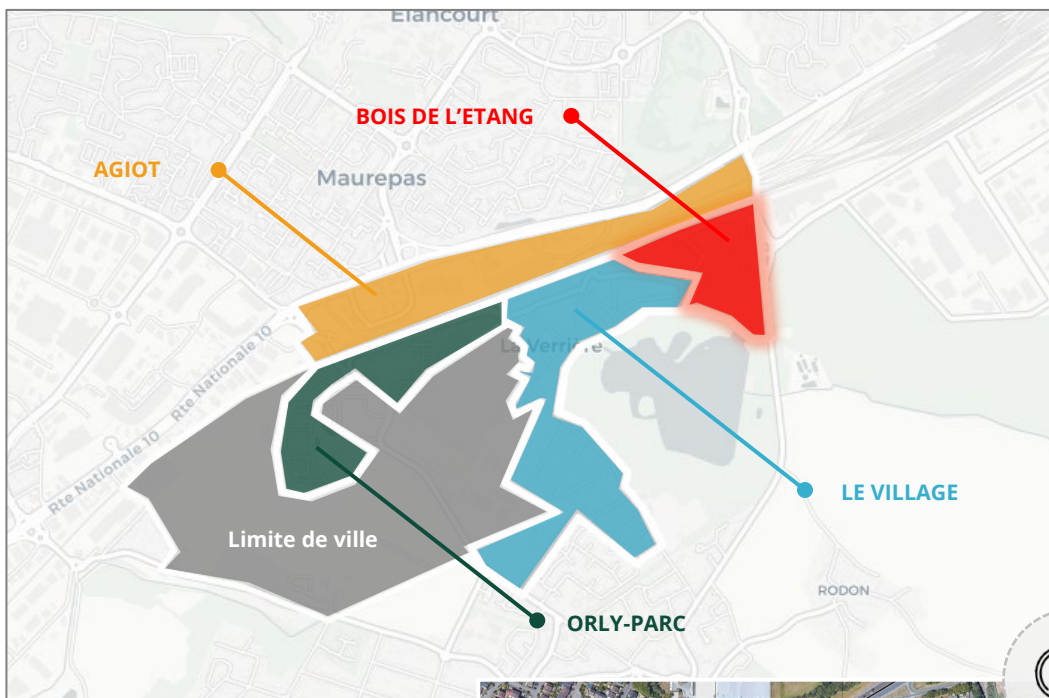 Elancourt
BOIS DE L'ETANG
AGIOT
Maurepas
Rte Nationale 10
Rte Nationale 10
La Verrière
LE VILLAGE
Limite de ville
RODON
ORLY-PARC